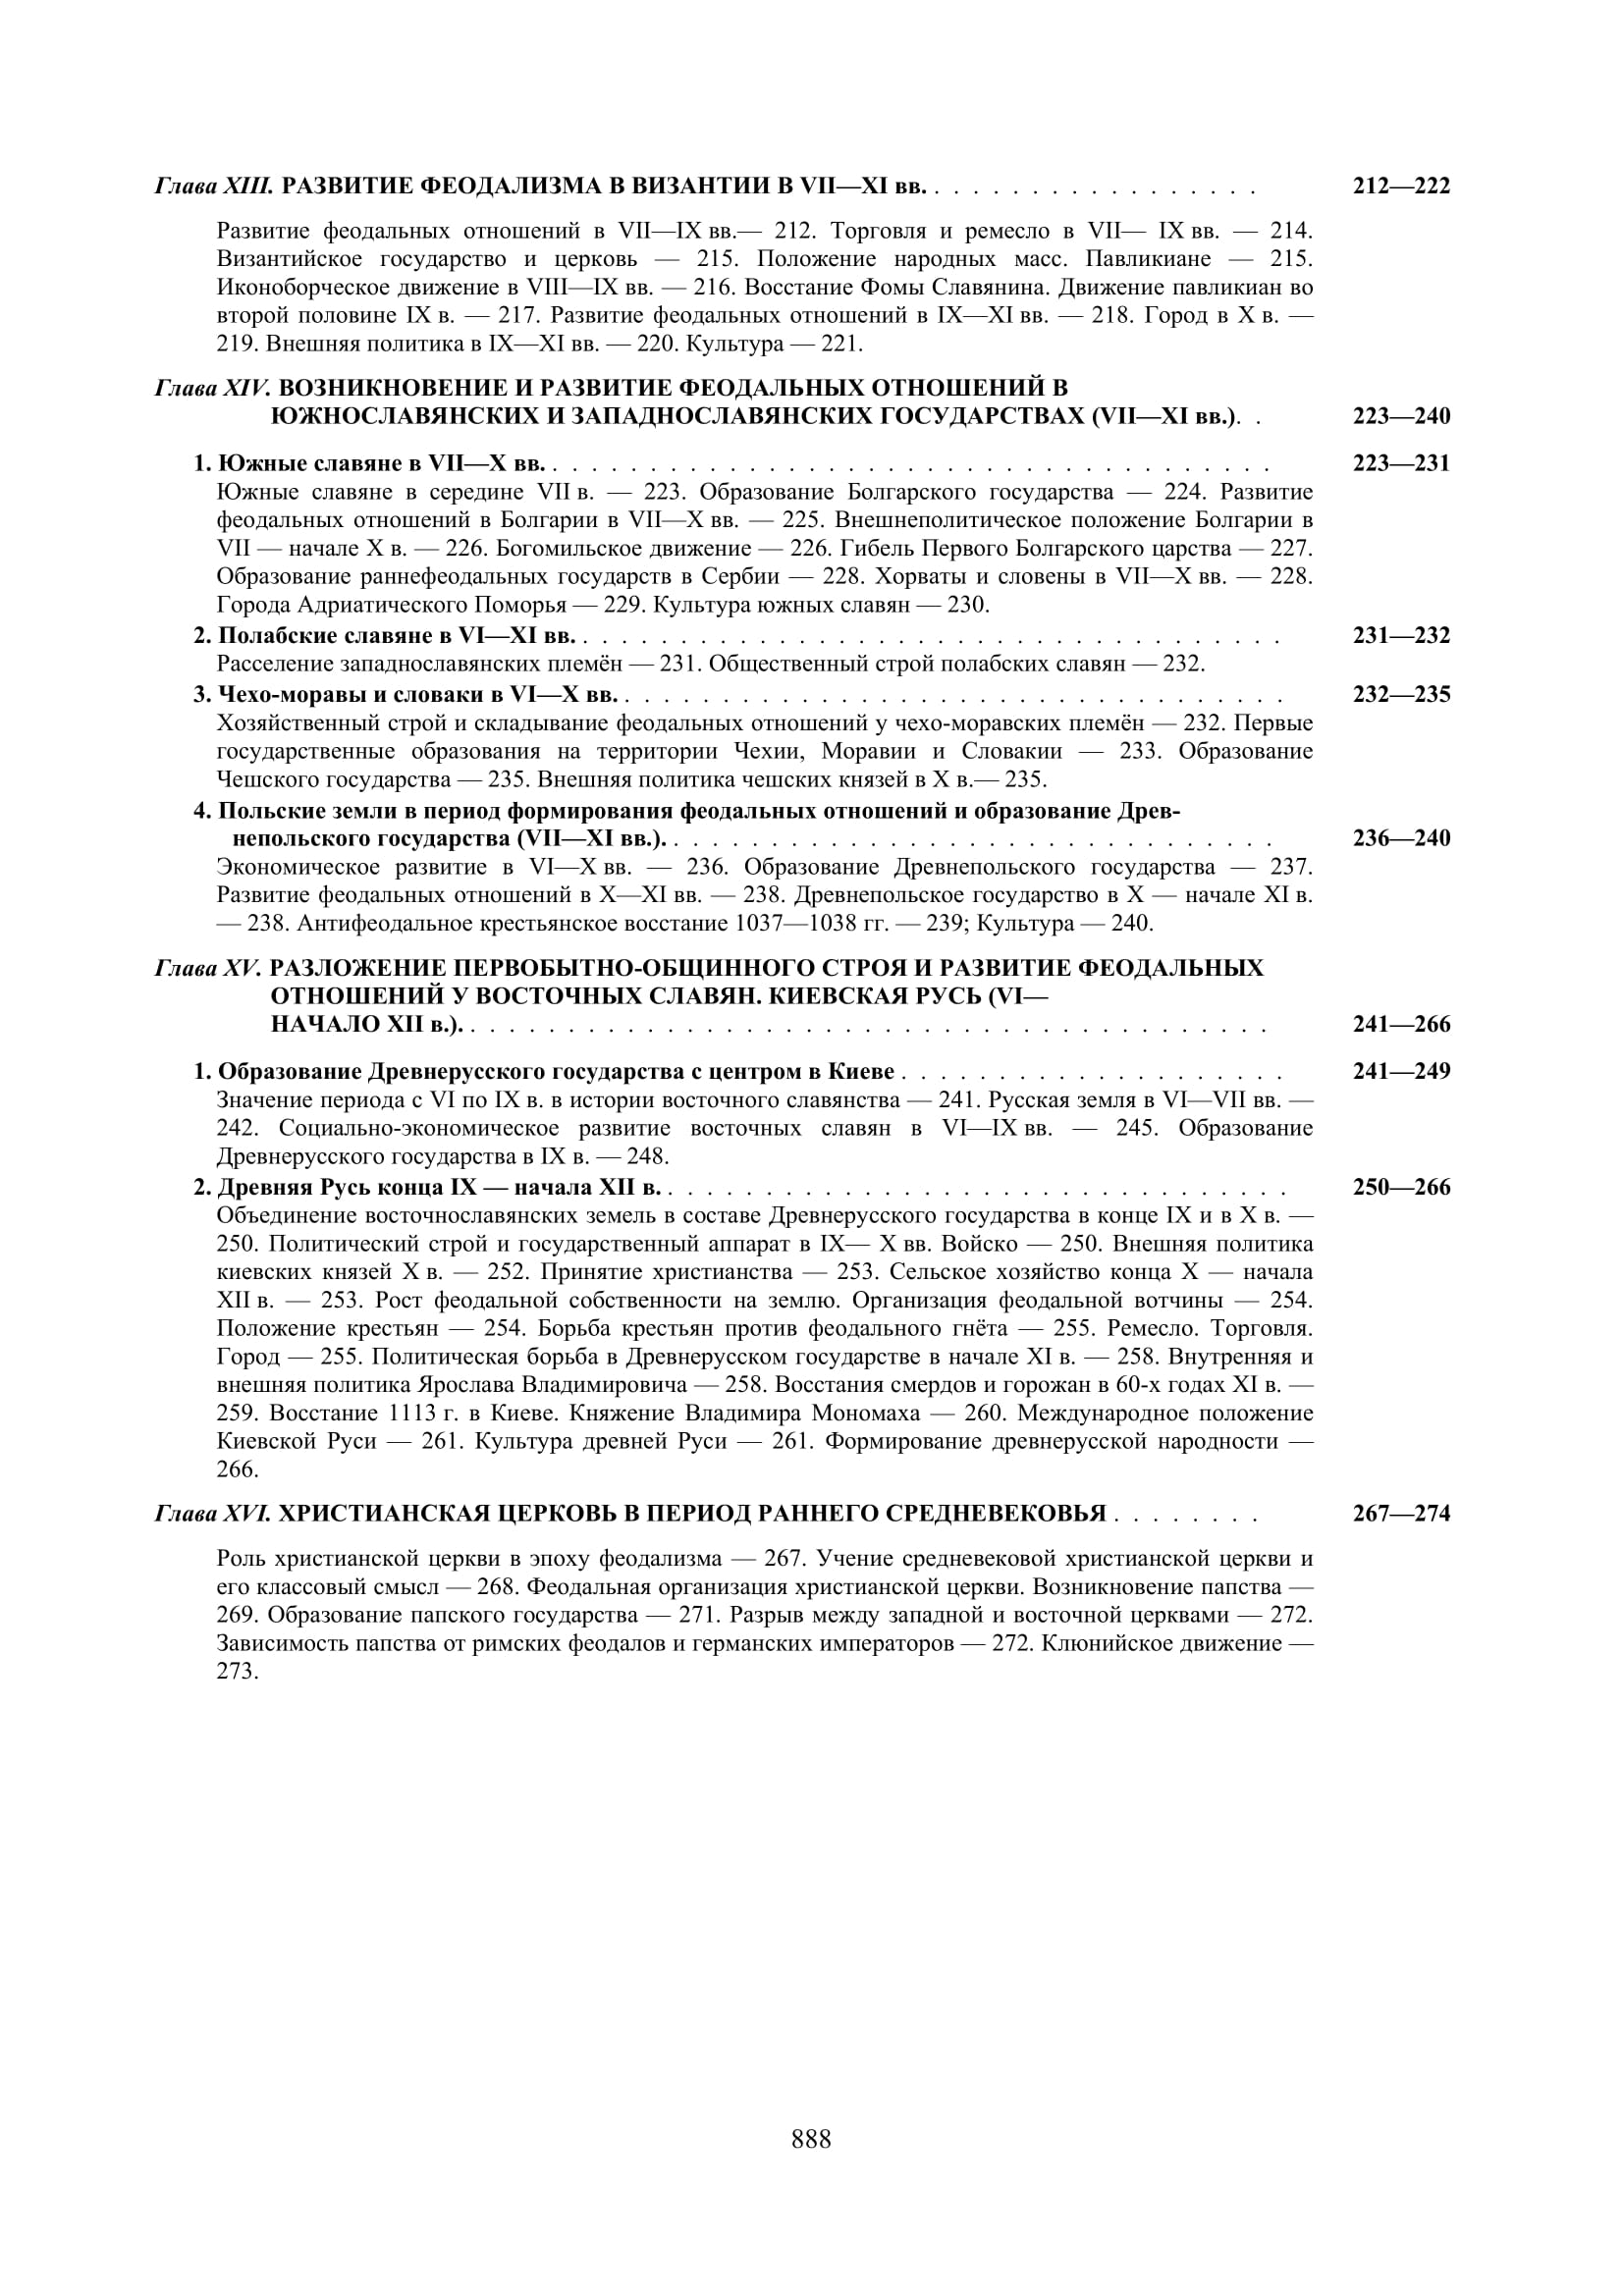 Глава XIII. РАЗВИТИЕ ФЕОДАЛИЗМА В ВИЗАНТИИ В VII—XI вв. . . . . . . . . . . . . . . . . . 212—222
Развитие феодальных отношений в VII—IX вв.— 212. Торговля и ремесло в VII— IX вв. — 214.
Византийское государство и церковь — 215. Положение народных масс. Павликиане — 215.
Иконоборческое движение в VIII—IX вв. — 216. Восстание Фомы Славянина. Движение павликиан во
второй половине IX в. — 217. Развитие феодальных отношений в IX—XI вв. — 218. Город в X в. —
219. Внешняя политика в IX—XI вв. — 220. Культура — 221.
Глава XIV. ВОЗНИКНОВЕНИЕ И РАЗВИТИЕ ФЕОДАЛЬНЫХ ОТНОШЕНИЙ В
ЮЖНОСЛАВЯНСКИХ И ЗАПАДНОСЛАВЯНСКИХ ГОСУДАРСТВАХ (VII—XI вв.). . 223—240
1. Южные славяне в VII—X вв. . . . . . . . . . . . . . . . . . . . . . . . . . . . . . . . . . . . . . 223—231
Южные славяне в середине VII в. — 223. Образование Болгарского государства — 224. Развитие
феодальных отношений в Болгарии в VII—X вв. — 225. Внешнеполитическое положение Болгарии в
VII — начале X в. — 226. Богомильское движение — 226. Гибель Первого Болгарского царства — 227.
Образование раннефеодальных государств в Сербии — 228. Хорваты и словены в VII—X вв. — 228.
Города Адриатического Поморья — 229. Культура южных славян — 230.
2. Полабские славяне в VI—XI вв. . . . . . . . . . . . . . . . . . . . . . . . . . . . . . . . . . . . . 231—232
Расселение западнославянских племён — 231. Общественный строй полабских славян — 232.
3. Чехо-моравы и словаки в VI—X вв. . . . . . . . . . . . . . . . . . . . . . . . . . . . . . . . . . . 232—235
Хозяйственный строй и складывание феодальных отношений у чехо-моравских племён — 232. Первые
государственные образования на территории Чехии, Моравии и Словакии — 233. Образование
Чешского государства — 235. Внешняя политика чешских князей в X в.— 235.
4. Польские земли в период формирования феодальных отношений и образование Древ-
непольского государства (VII—XI вв.). . . . . . . . . . . . . . . . . . . . . . . . . . . . . . . . 236—240
Экономическое развитие в VI—X вв. — 236. Образование Древнепольского государства — 237.
Развитие феодальных отношений в X—XI вв. — 238. Древнепольское государство в X — начале XI в.
— 238. Антифеодальное крестьянское восстание 1037—1038 гг. — 239; Культура — 240.
Глава XV. РАЗЛОЖЕНИЕ ПЕРВОБЫТНО-ОБЩИННОГО СТРОЯ И РАЗВИТИЕ ФЕОДАЛЬНЫХ
ОТНОШЕНИЙ У ВОСТОЧНЫХ СЛАВЯН. КИЕВСКАЯ РУСЬ (VI—
НАЧАЛО XII в.). . . . . . . . . . . . . . . . . . . . . . . . . . . . . . . . . . . . . . . . . . 241—266
1. Образование Древнерусского государства с центром в Киеве . . . . . . . . . . . . . . . . . . . . 241—249
Значение периода с VI по IX в. в истории восточного славянства — 241. Русская земля в VI—VII вв. —
242. Социально-экономическое развитие восточных славян в VI—IX вв. — 245. Образование
Древнерусского государства в IX в. — 248.
2. Древняя Русь конца IX — начала XII в. . . . . . . . . . . . . . . . . . . . . . . . . . . . . . . . . 250—266
Объединение восточнославянских земель в составе Древнерусского государства в конце IX и в X в. —
250. Политический строй и государственный аппарат в IX— X вв. Войско — 250. Внешняя политика
киевских князей X в. — 252. Принятие христианства — 253. Сельское хозяйство конца X — начала
XII в. — 253. Рост феодальной собственности на землю. Организация феодальной вотчины — 254.
Положение крестьян — 254. Борьба крестьян против феодального гнёта — 255. Ремесло. Торговля.
Город — 255. Политическая борьба в Древнерусском государстве в начале XI в. — 258. Внутренняя и
внешняя политика Ярослава Владимировича — 258. Восстания смердов и горожан в 60-х годах XI в. —
259. Восстание 1113 г. в Киеве. Княжение Владимира Мономаха — 260. Международное положение
Киевской Руси — 261. Культура древней Руси — 261. Формирование древнерусской народности —
266.
Глава XVI. ХРИСТИАНСКАЯ ЦЕРКОВЬ В ПЕРИОД РАННЕГО СРЕДНЕВЕКОВЬЯ . . . . . . . . 267—274
Роль христианской церкви в эпоху феодализма — 267. Учение средневековой христианской церкви и
его классовый смысл — 268. Феодальная организация христианской церкви. Возникновение папства —
269. Образование папского государства — 271. Разрыв между западной и восточной церквами — 272.
Зависимость папства от римских феодалов и германских императоров — 272. Клюнийское движение —
273.
888